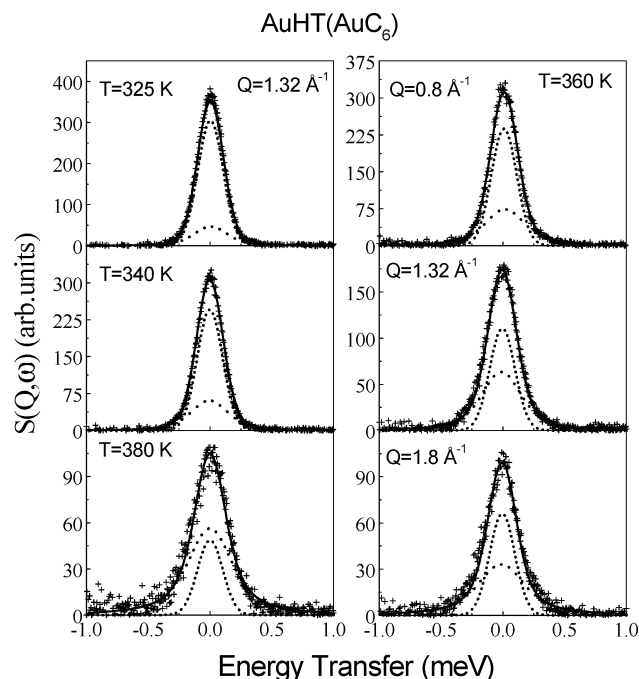 AuHT(AuC6)
T=325 K
Q=1.32 Å-1
400
300
200
100
0
Q=0.8 Å-1
T=360 K
375
300
225
150
75
0
T=340 K
300
225
150
75
0
Q=1.32 Å-1
150
100
50
0
T=380 K
90
60
30
0
Q=1.8 Å-1
90
60
30
0
-1.0 -0.5 0.0 0.5 1.0
-1.0 -0.5 0.0 0.5 1.0
S(Q,ω) (arb.units)
Energy Transfer (meV)